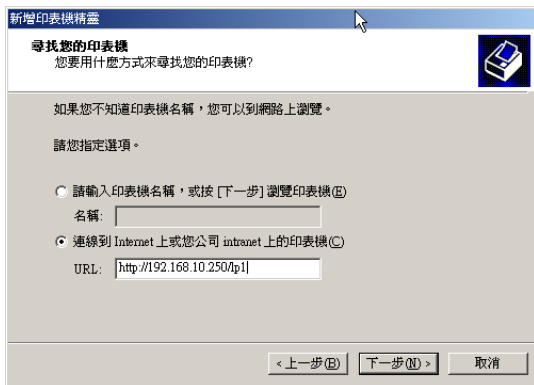 新增印表機精靈
尋找您的印表機
您要用什麼方式來尋找您的印表機?
如果您不知道印表機名稱，您可以到網路上瀏覽。
請您指定選項。
請輸入印表機名稱，或按 [下一步] 瀏覽印表機(E)
名稱:
連線到 Internet 上或您公司 intranet 上的印表機(C)
URL: http://192.168.10.250/lp1
< 上一步(B) 下一步(N) > 取消